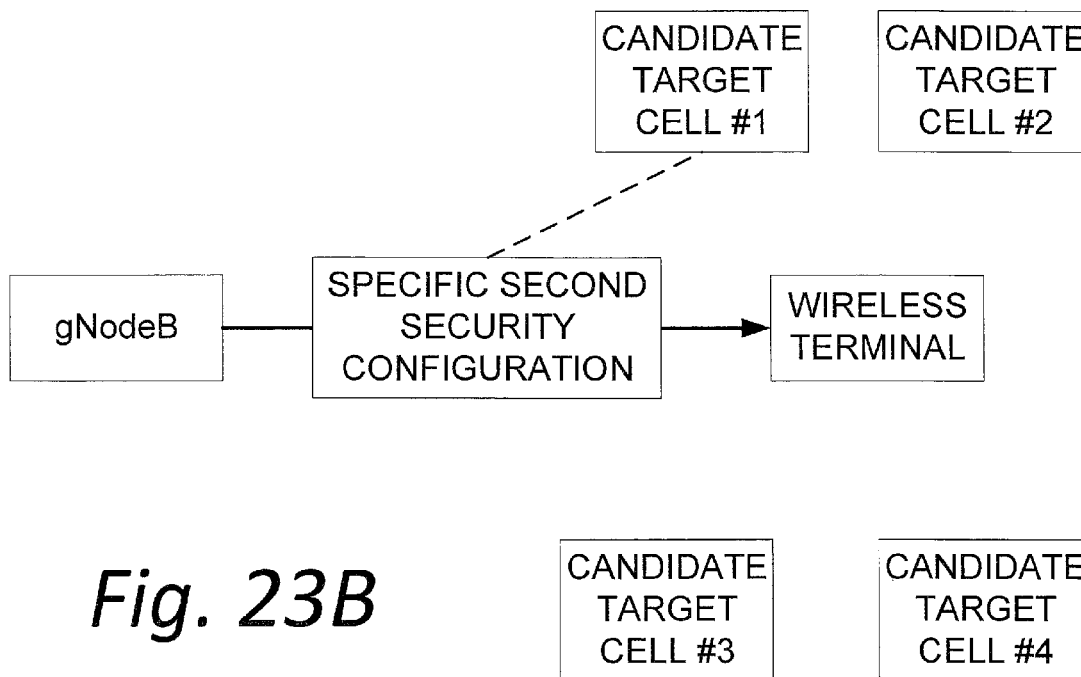 CANDIDATE
TARGET
CELL #1
CANDIDATE
TARGET
CELL #2
gNodeB
SPECIFIC SECOND
SECURITY
CONFIGURATION
WIRELESS
TERMINAL
Fig. 23B
CANDIDATE
TARGET
CELL #3
CANDIDATE
TARGET
CELL #4